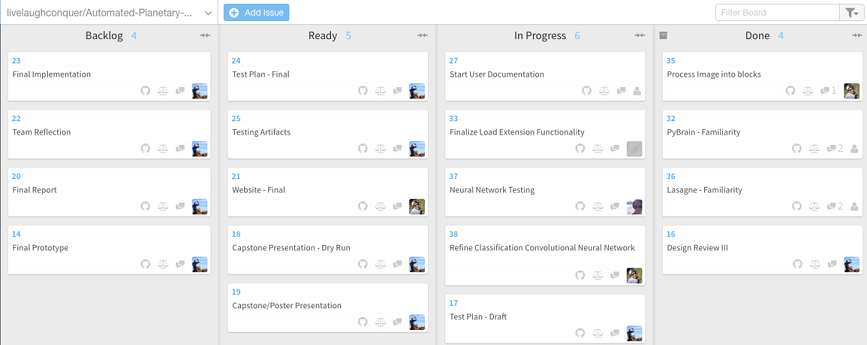 livelaughconquer/Automated-Planetary-...
Add Issue
Filter Board
Backlog 4
23
Final Implementation
22
Team Reflection
20
Final Report
14
Final Prototype
Ready 5
24
Test Plan - Final
25
Testing Artifacts
21
Website - Final
18
Capstone Presentation - Dry Run
19
Capstone/Poster Presentation
In Progress 6
27
Start User Documentation
33
Finalize Load Extension Functionality
37
Neural Network Testing
38
Refine Classification Convolutional Neural Network
17
Test Plan - Draft
Done 4
35
Process Image into blocks
1
32
PyBrain - Familiarity
2
36
Lasagne - Familiarity
2
16
Design Review III